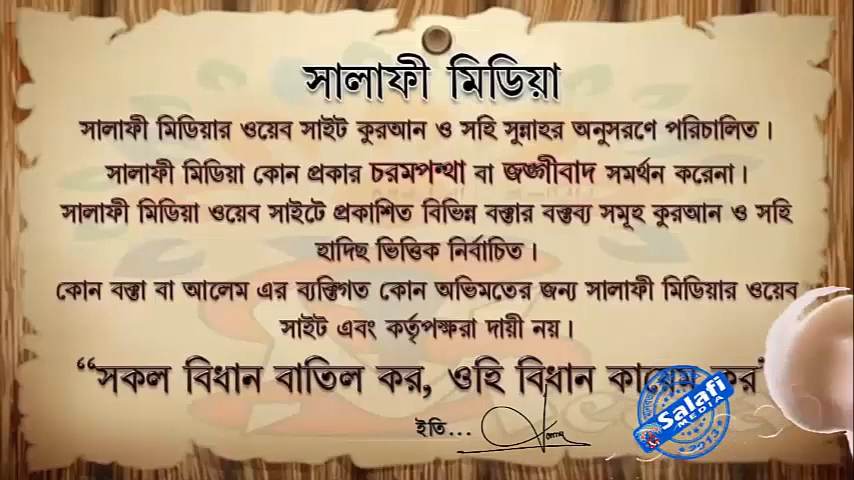 সালাফী মিডিয়া
সালাফী মিডিয়ার ওয়েব সাইট কুরআন ও সহি সুন্নাহর অনুসরণে পরিচালিত।
সালাফী মিডিয়া কোন প্রকার চরমপন্থা বা জঙ্গীবাদ সমর্থন করেনা।
সালাফী মিডিয়া ওয়েব সাইটে প্রকাশিত বিভিন্ন বক্তার বক্তব্য সমূহ কুরআন ও সহি
হাদিছ ভিত্তিক নির্বাচিত।
কোন বক্তা বা আলেম এর ব্যক্তিগত কোন অভিমতের জন্য সালাফী মিডিয়ার ওয়েব
সাইট এবং কর্তৃপক্ষরা দায়ী নয়।
“সকল বিধান বাতিল কর, ওহি বিধান কায়েম কর”
ইতি...
Salafi
MEDIA
2013